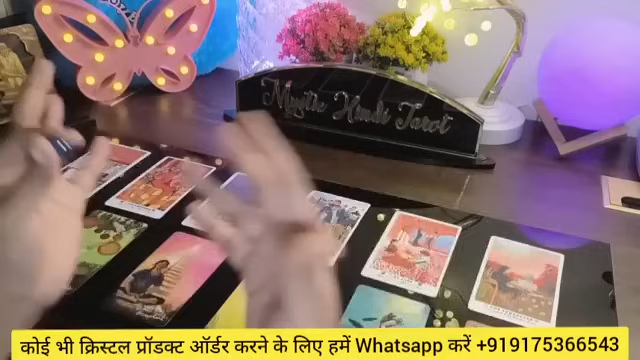 Mystic Hindi Tarot
कोई भी क्रिस्टल प्रॉडक्ट ऑर्डर करने के लिए हमें Whatsapp करें +919175366543